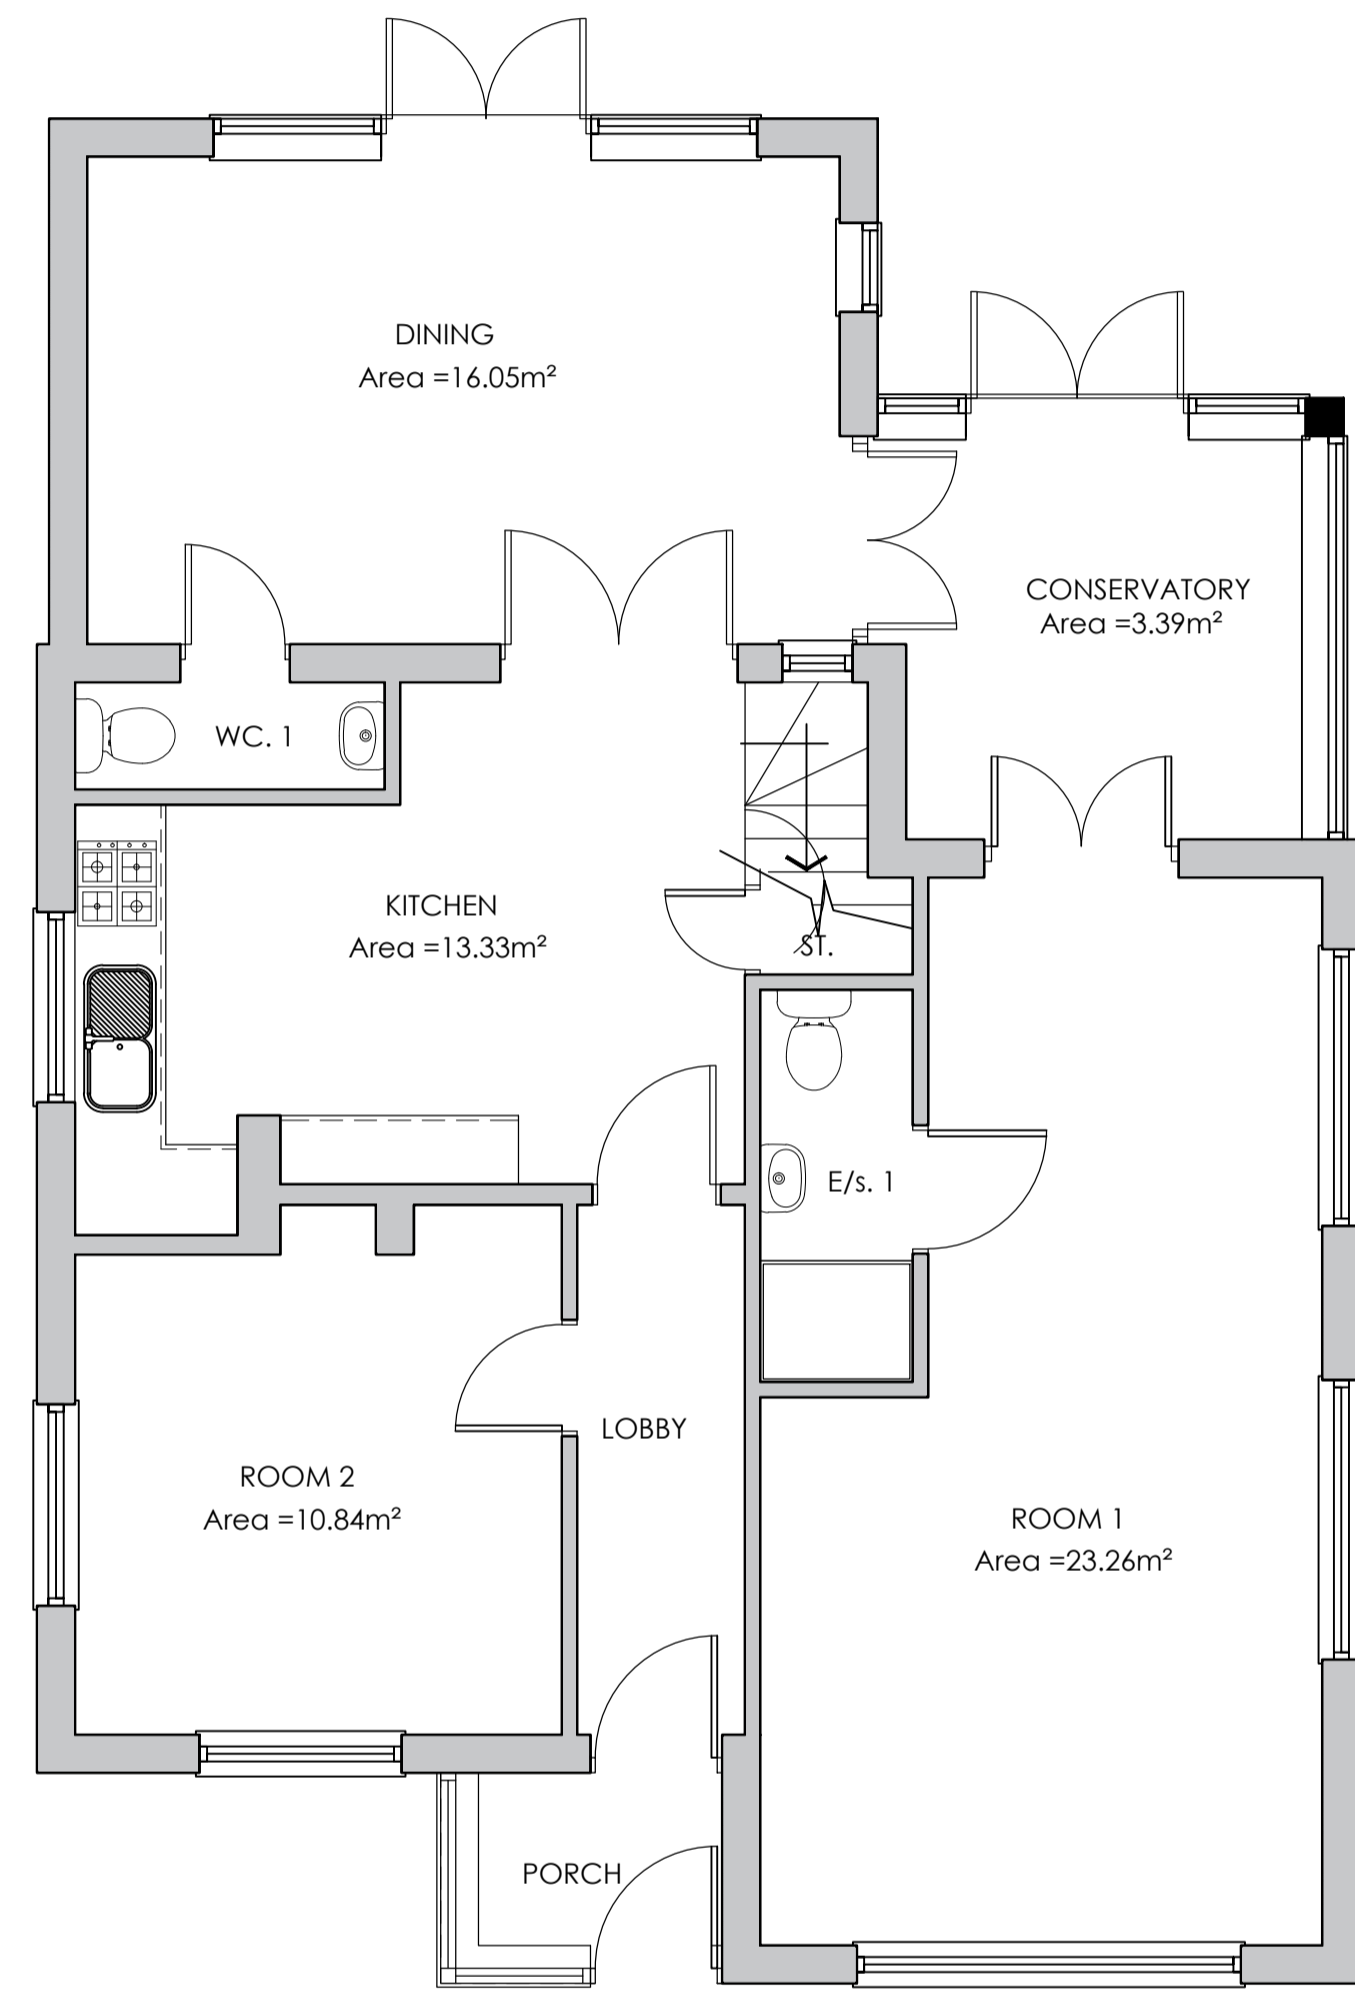 DINING
Area =16.05m²
CONSERVATORY
Area =3.39m²
WC. 1
KITCHEN
Area =13.33m²
ST.
E/s. 1
LOBBY
ROOM 2
Area =10.84m²
ROOM 1
Area =23.26m²
PORCH